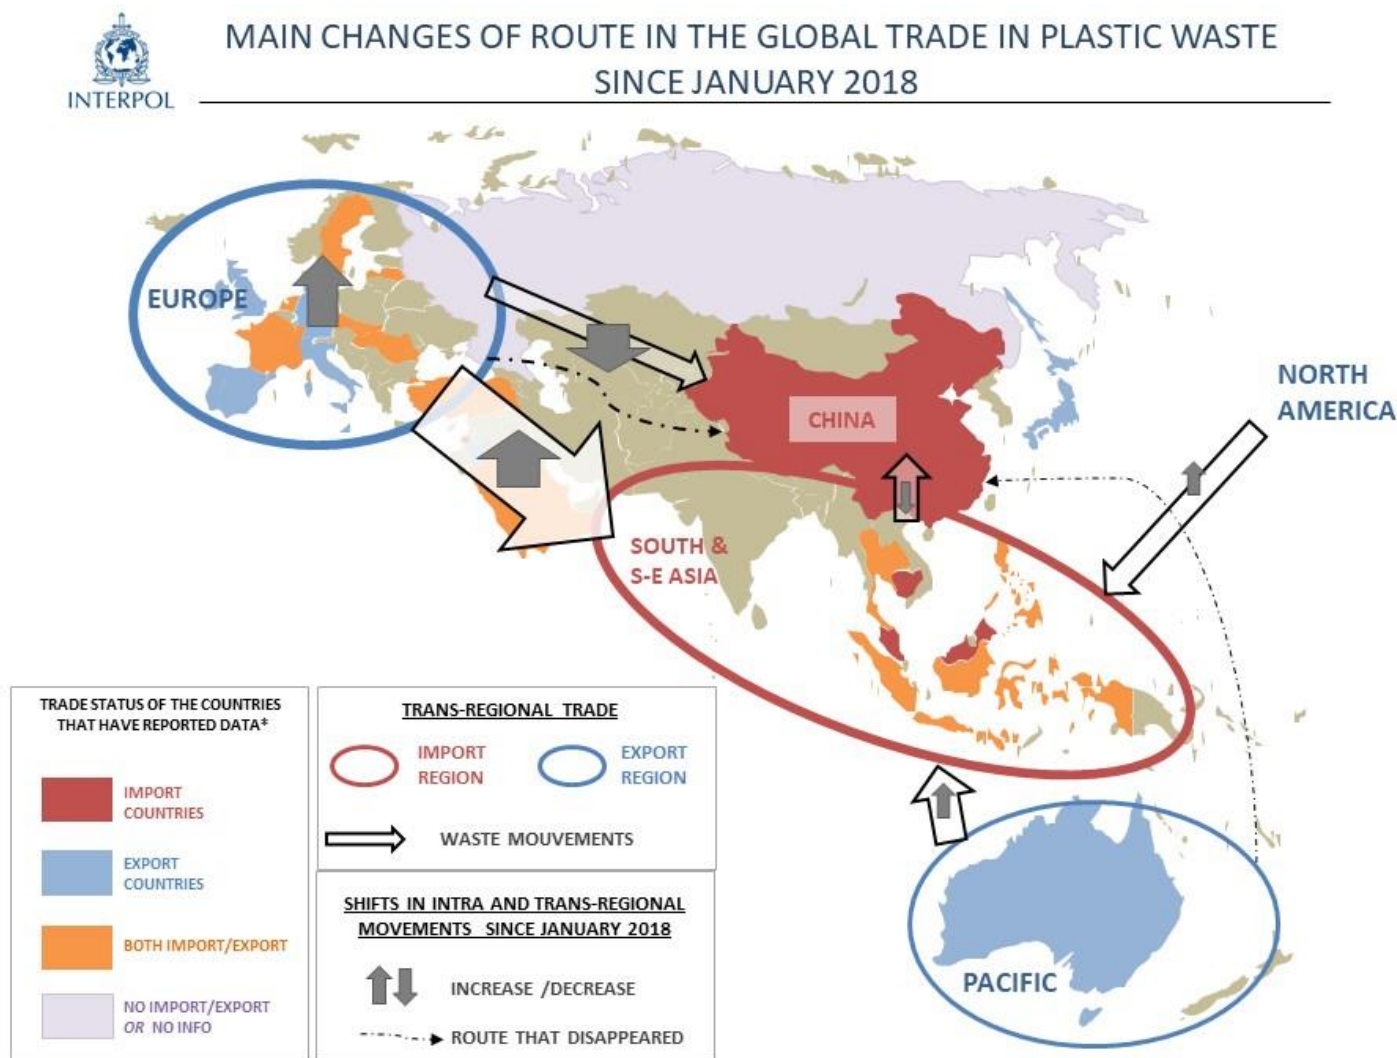 INTERPOL
MAIN CHANGES OF ROUTE IN THE GLOBAL TRADE IN PLASTIC WASTE
SINCE JANUARY 2018
EUROPE
CHINA
NORTH
AMERICA
SOUTH &
S-E ASIA
PACIFIC
TRADE STATUS OF THE COUNTRIES
THAT HAVE REPORTED DATA*
IMPORT
COUNTRIES
EXPORT
COUNTRIES
BOTH IMPORT/EXPORT
NO IMPORT/EXPORT
OR NO INFO
TRANS-REGIONAL TRADE
IMPORT
REGION
EXPORT
REGION
WASTE MOUVEMENTS
SHIFTS IN INTRA AND TRANS-REGIONAL
MOVEMENTS SINCE JANUARY 2018
INCREASE /DECREASE
ROUTE THAT DISAPPEARED